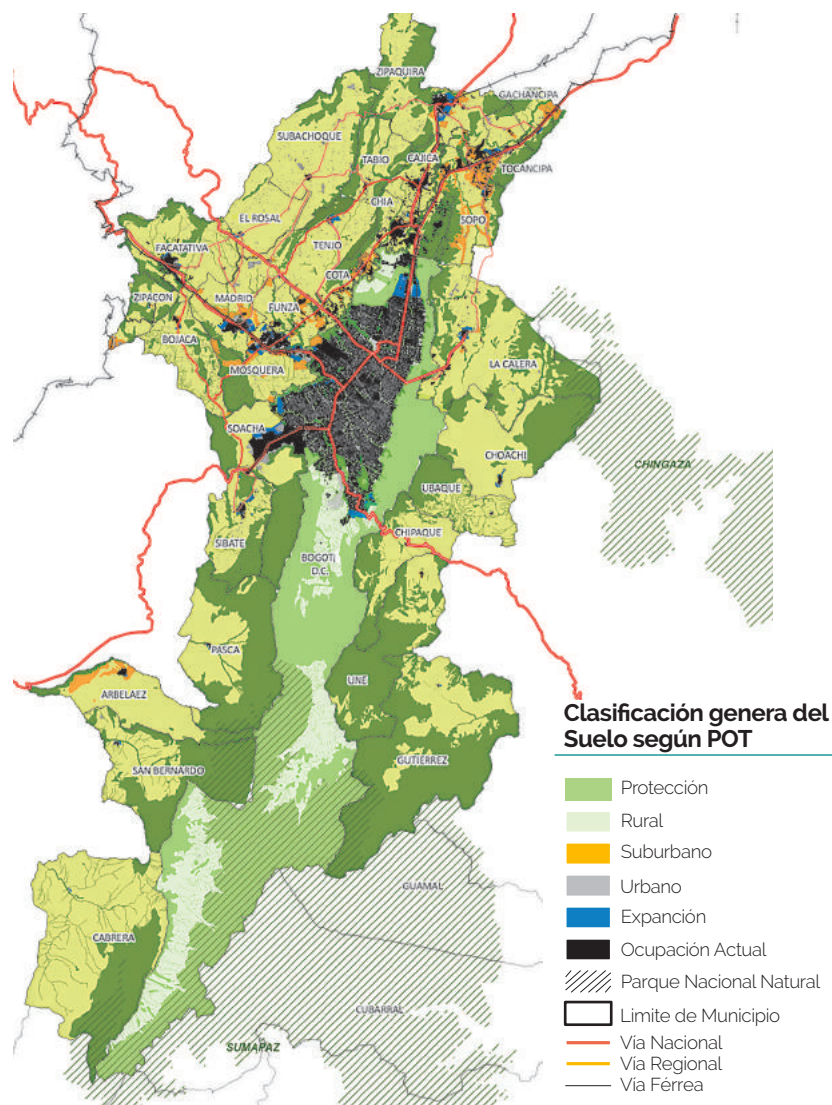 ZIPAQUIRA
GACHANCIPA
SUBACHOQUE
TABIO
CAJICA
TOCANCIPA
CHIA
SOPO
EL ROSAL
TENJO
FACATATIVA
COTA
ZIPACON
MADRID
FUNZA
BOJACA
MOSQUERA
LA CALERA
SOACHA
CHOACHI
CHINGAZA
UBAQUE
SIBATE
CHIPAQUE
BOGOTÁ
D.C.
PASCA
UNE
ARBELAEZ
SAN BERNARDO
GUTIERREZ
GUAMAL
CABRERA
CUBARRAL
SUMAPAZ
Clasificación genera del
Suelo según POT
Protección
Rural
Suburbano
Urbano
Expanción
Ocupación Actual
Parque Nacional Natural
Limite de Municipio
Vía Nacional
Vía Regional
Vía Férrea